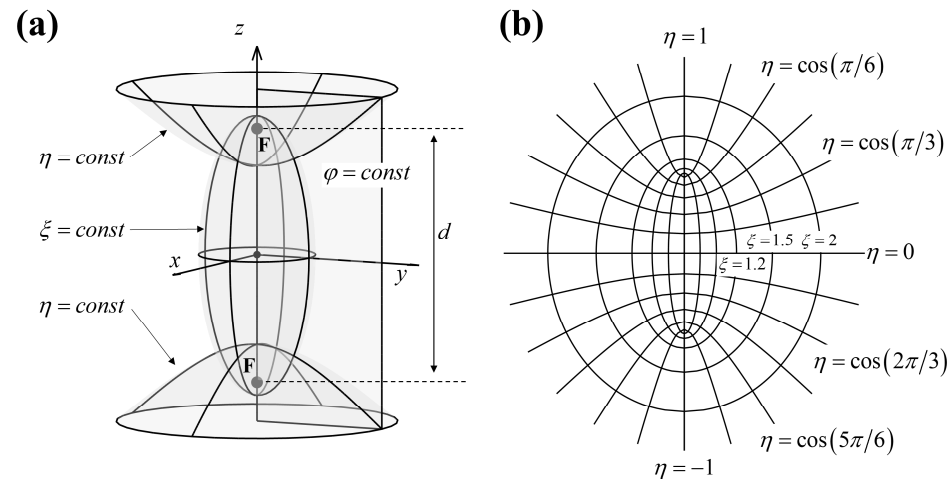 (a)
z
F
η − const
φ = const
ξ = const
d
x
y
η = const
F
(b)
η = 1
η = cos(π/6)
η = cos(π/3)
ξ = 1.5 ξ = 2
η = 0
ξ = 1.2
η = cos(2π/3)
η = cos(5π/6)
η = −1